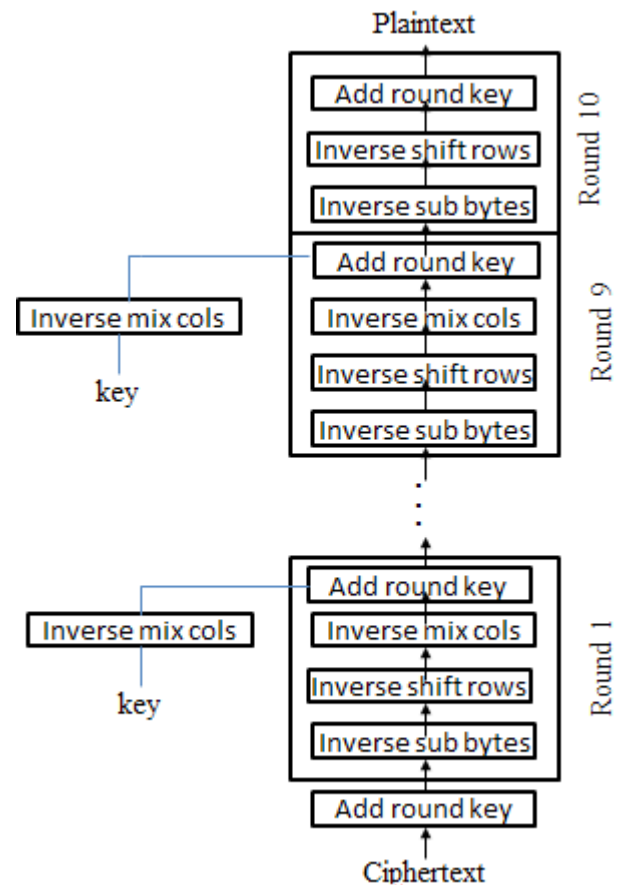 Plaintext
Add round key
Inverse shift rows
Inverse sub bytes
Round 10
Add round key
Inverse mix cols
Inverse shift rows
Inverse sub bytes
Round 9
Inverse mix cols
key
...
Add round key
Inverse mix cols
Inverse shift rows
Inverse sub bytes
Round 1
Inverse mix cols
key
Add round key
Ciphertext